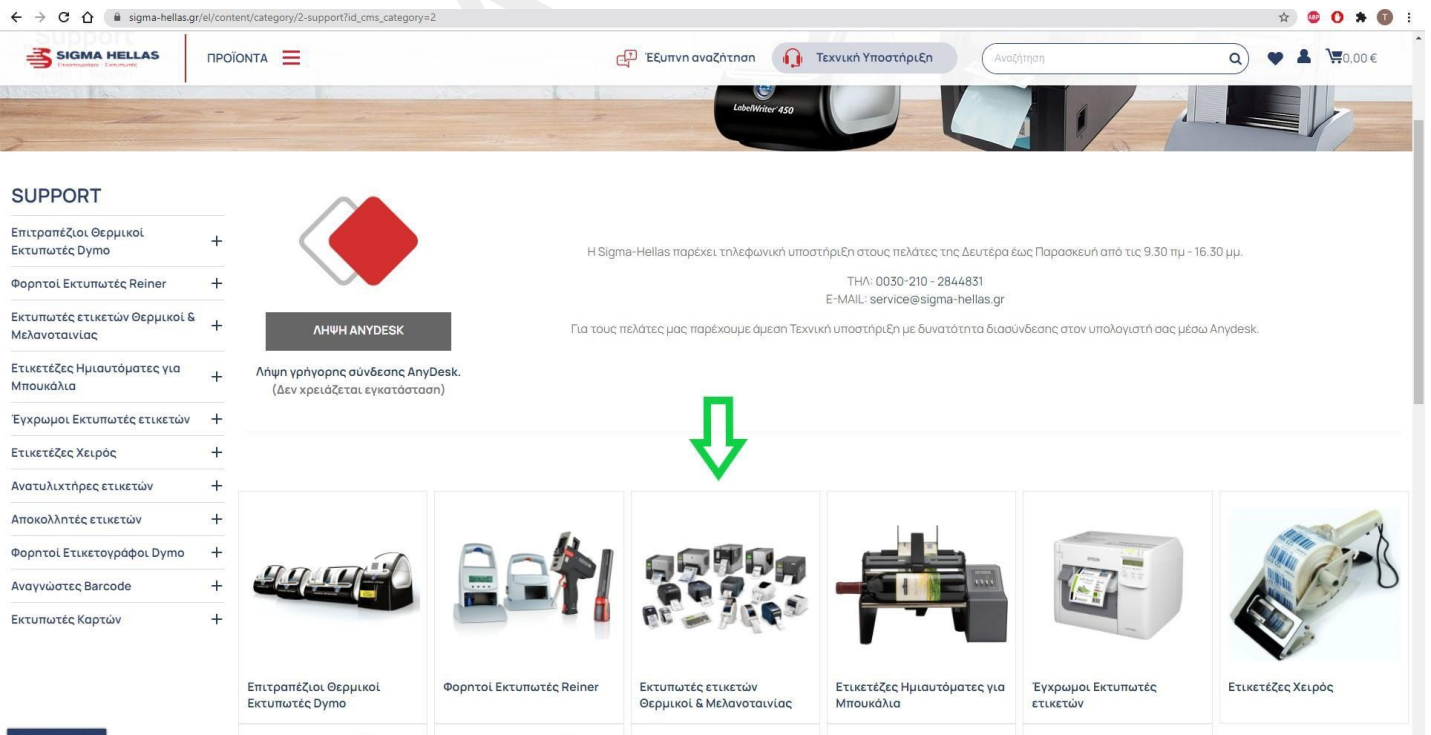 sigma-hellas.gr/el/content/category/2-support?id_cms_category=2
ABP
T
Support
SIGMA HELLAS
ΠΡΟΪΟΝΤΑ
Έξυπνη αναζήτηση
Τεχνική Υποστήριξη
Αναζήτηση
0,00 €
LabelWriter 450
SUPPORT
Επιτραπέζιοι Θερμικοί
Εκτυπωτές Dymo
Φορητοί Εκτυπωτές Reiner
Εκτυπωτές ετικετών Θερμικοί &
Μελανοταινίας
Ετικετέζες Ημιαυτόματες για
Μπουκάλια
Έγχρωμοι Εκτυπωτές ετικετών
Ετικετέζες Χειρός
Ανατυλιχτήρες ετικετών
Αποκολλητές ετικετών
Φορητοί Ετικετογράφοι Dymo
Αναγνώστες Barcode
Εκτυπωτές Καρτών
ΛΗΨΗ ANYDESK
Λήψη γρήγορης σύνδεσης AnyDesk.
(Δεν χρειάζεται εγκατάσταση)
Η Sigma-Hellas παρέχει τηλεφωνική υποστήριξη στους πελάτες της Δευτέρα έως Παρασκευή από τις 9.30 πμ - 16.30 μμ.
ΤΗΛ: 0030-210 - 2844831
E-MAIL: service@sigma-hellas.gr
Για τους πελάτες μας παρέχουμε άμεση Τεχνική υποστήριξη με δυνατότητα διασύνδεσης στον υπολογιστή σας μέσω Anydesk.
EPSON
Επιτραπέζιοι Θερμικοί
Εκτυπωτές Dymo
Φορητοί Εκτυπωτές Reiner
Εκτυπωτές ετικετών
Θερμικοί & Μελανοταινίας
Ετικετέζες Ημιαυτόματες για
Μπουκάλια
Έγχρωμοι Εκτυπωτές
ετικετών
Ετικετέζες Χειρός